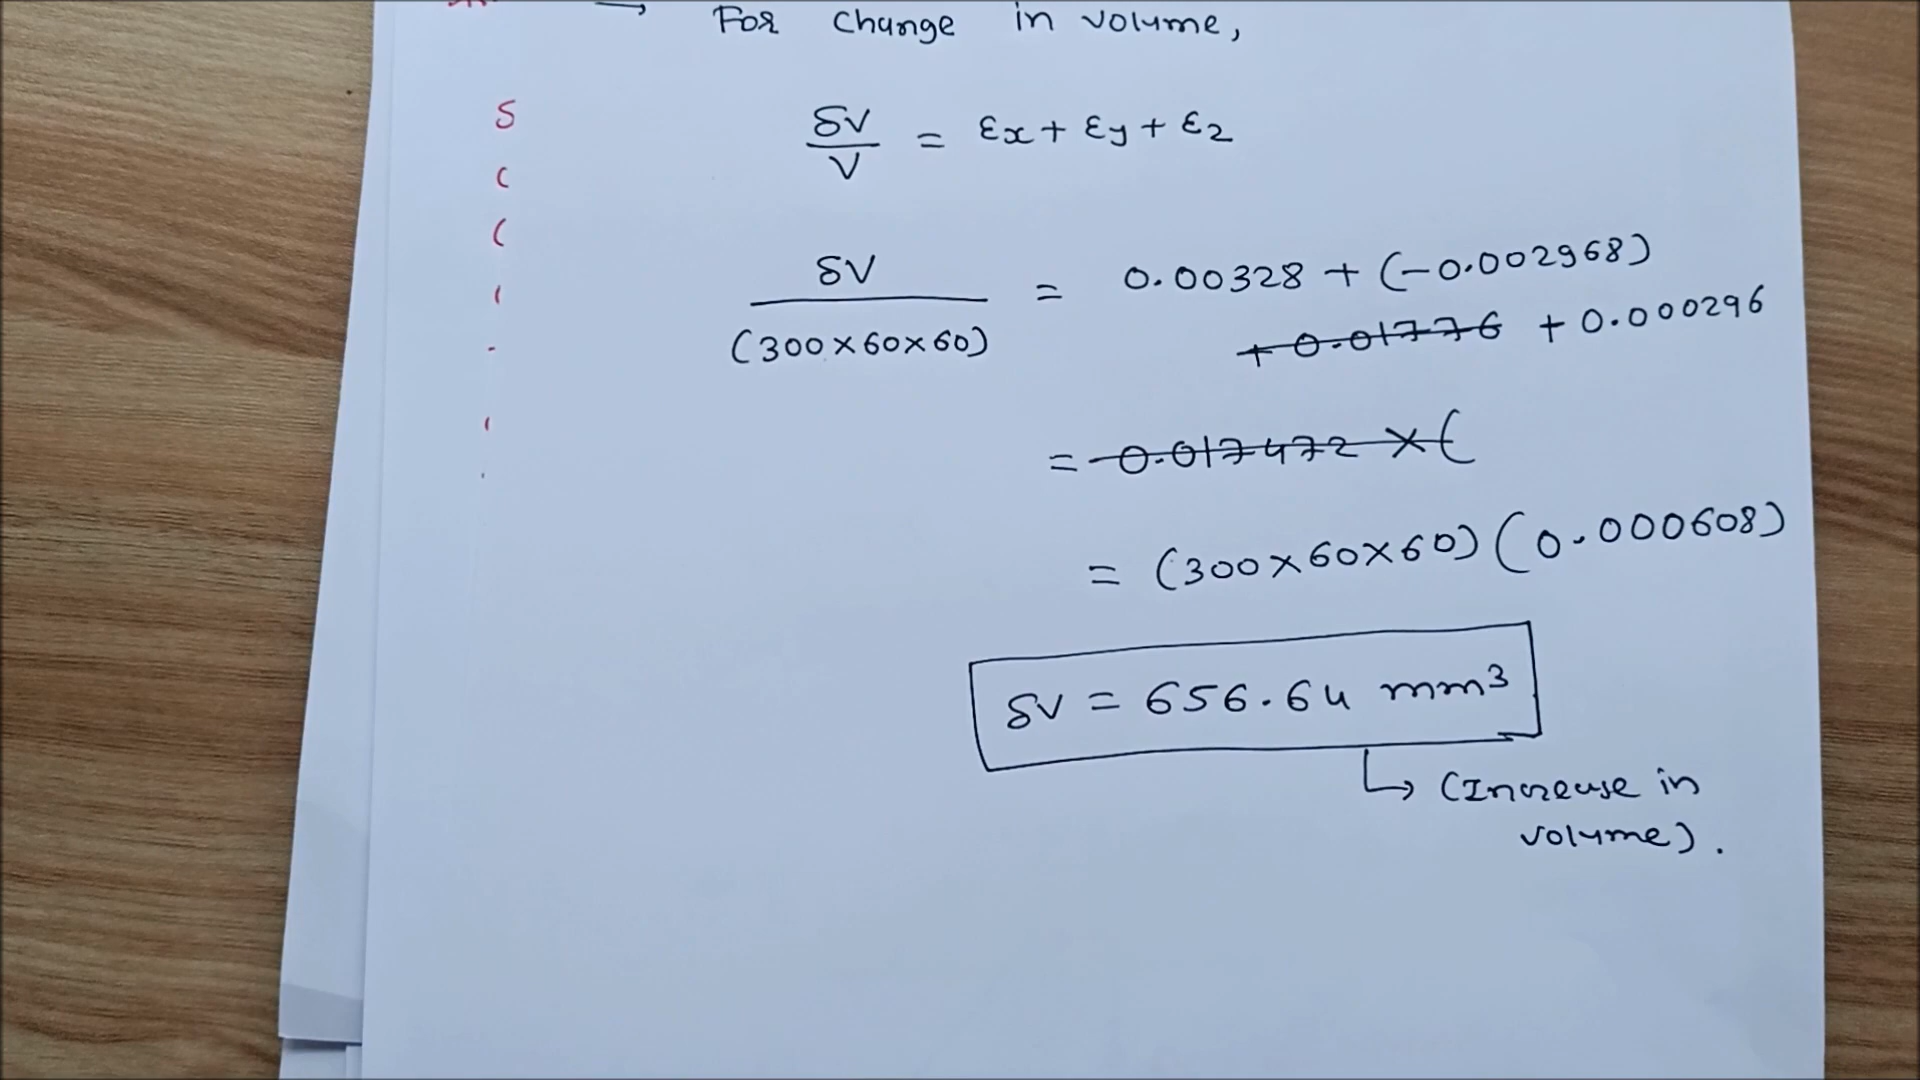 → For change in volume,
δV/V = εx + εy + εz
δV/(300×60×60) = 0.00328 + (-0.002968)
+ 0.01776 + 0.000296
= 0.017472 ×(
= (300×60×60) (0.000608)
δV = 656.64 mm³
↳ (Increase in
volume).